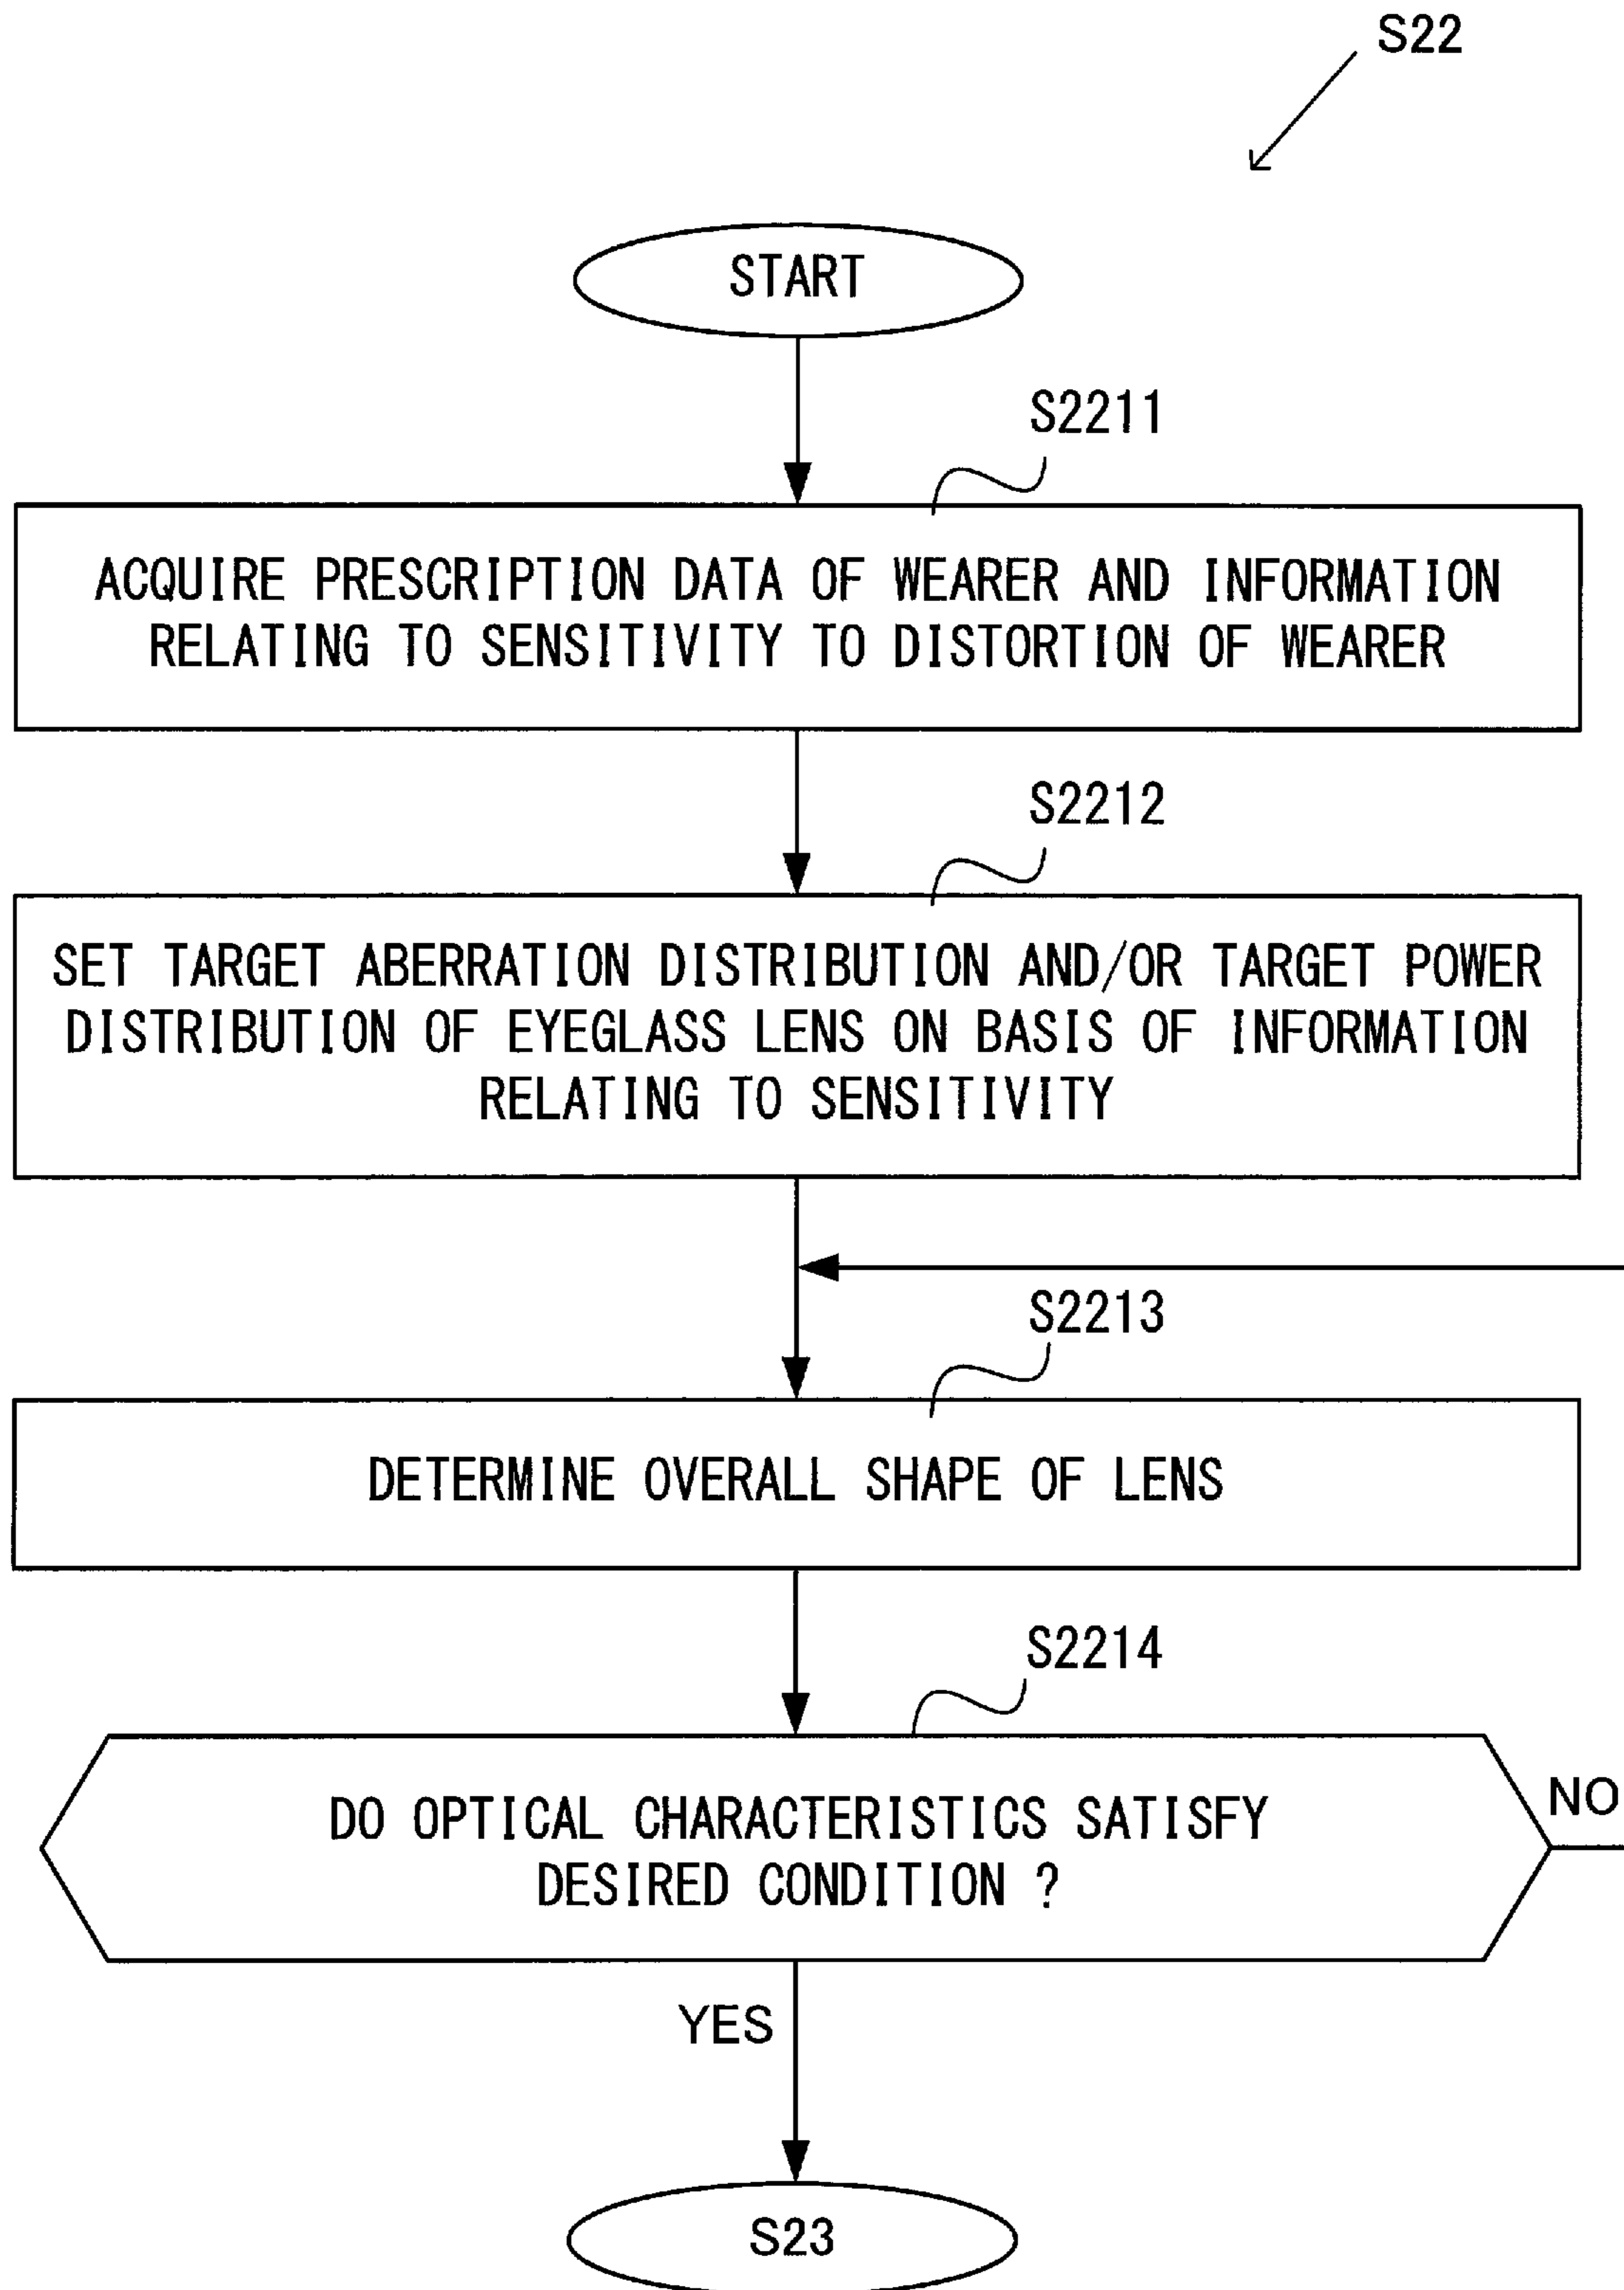 S22
START
S2211
ACQUIRE PRESCRIPTION DATA OF WEARER AND INFORMATION
RELATING TO SENSITIVITY TO DISTORTION OF WEARER
S2212
SET TARGET ABERRATION DISTRIBUTION AND/OR TARGET POWER
DISTRIBUTION OF EYEGLASS LENS ON BASIS OF INFORMATION
RELATING TO SENSITIVITY
S2213
DETERMINE OVERALL SHAPE OF LENS
S2214
DO OPTICAL CHARACTERISTICS SATISFY
DESIRED CONDITION ?
NO
YES
S23